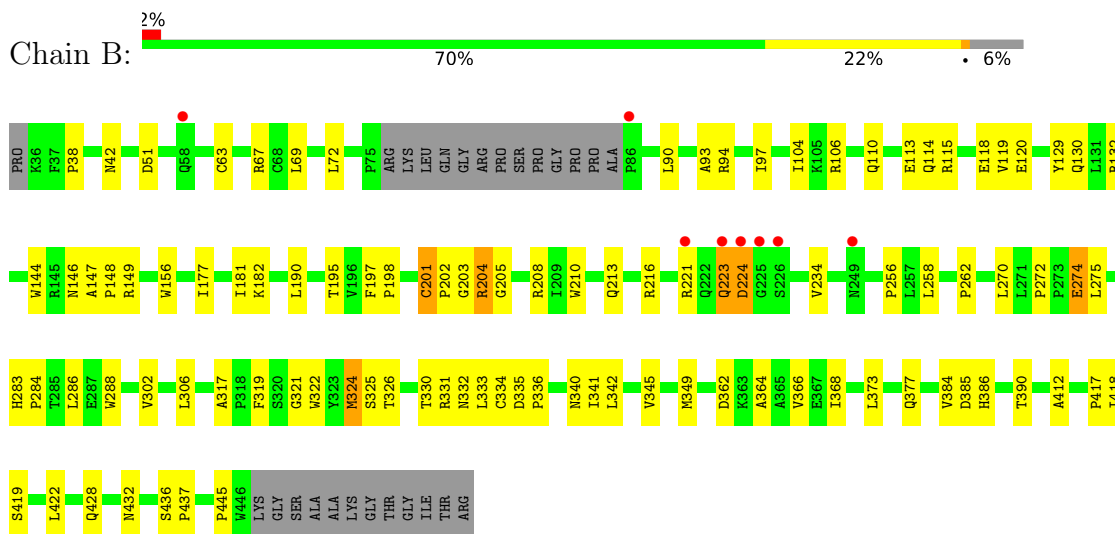 2%
Chain B:
70% 22% • 6%
PRO K36 F37 P38 N42 D51 Q58 C63 R67 C68 L69 L72 P75 ARG LYS LEU GLN GLY ARG PRO SER PRO GLY PRO PRO ALA P86 L90 A93 R94 I97 I104 K105 R106 Q110 E113 Q114 R115 E118 V119 E120 Y129 Q130 L131 R132
W144 R145 N146 A147 P148 R149 W156 I177 I181 K182 L190 T195 V196 F197 P198 C201 P202 G203 R204 G205 R208 I209 W210 Q213 R216 R221 Q222 Q223 D224 G225 S226 V234 N249 P256 L257 L258 P262 L270 L271 P272 P273 E274 L275
H283 P284 T285 L286 E287 W288 V302 L306 A317 P318 F319 S320 G321 W322 Y323 M324 S325 T326 T330 R331 N332 L333 C334 D335 P336 N340 I341 L342 V345 M349 D362 K363 A364 A365 V366 E367 I368 L373 Q377 V384 D385 H386 T390 A412 P417 I418
S419 L422 Q428 N432 S436 P437 P445 W446 LYS GLY SER ALA ALA LYS GLY THR GLY ILE THR ARG